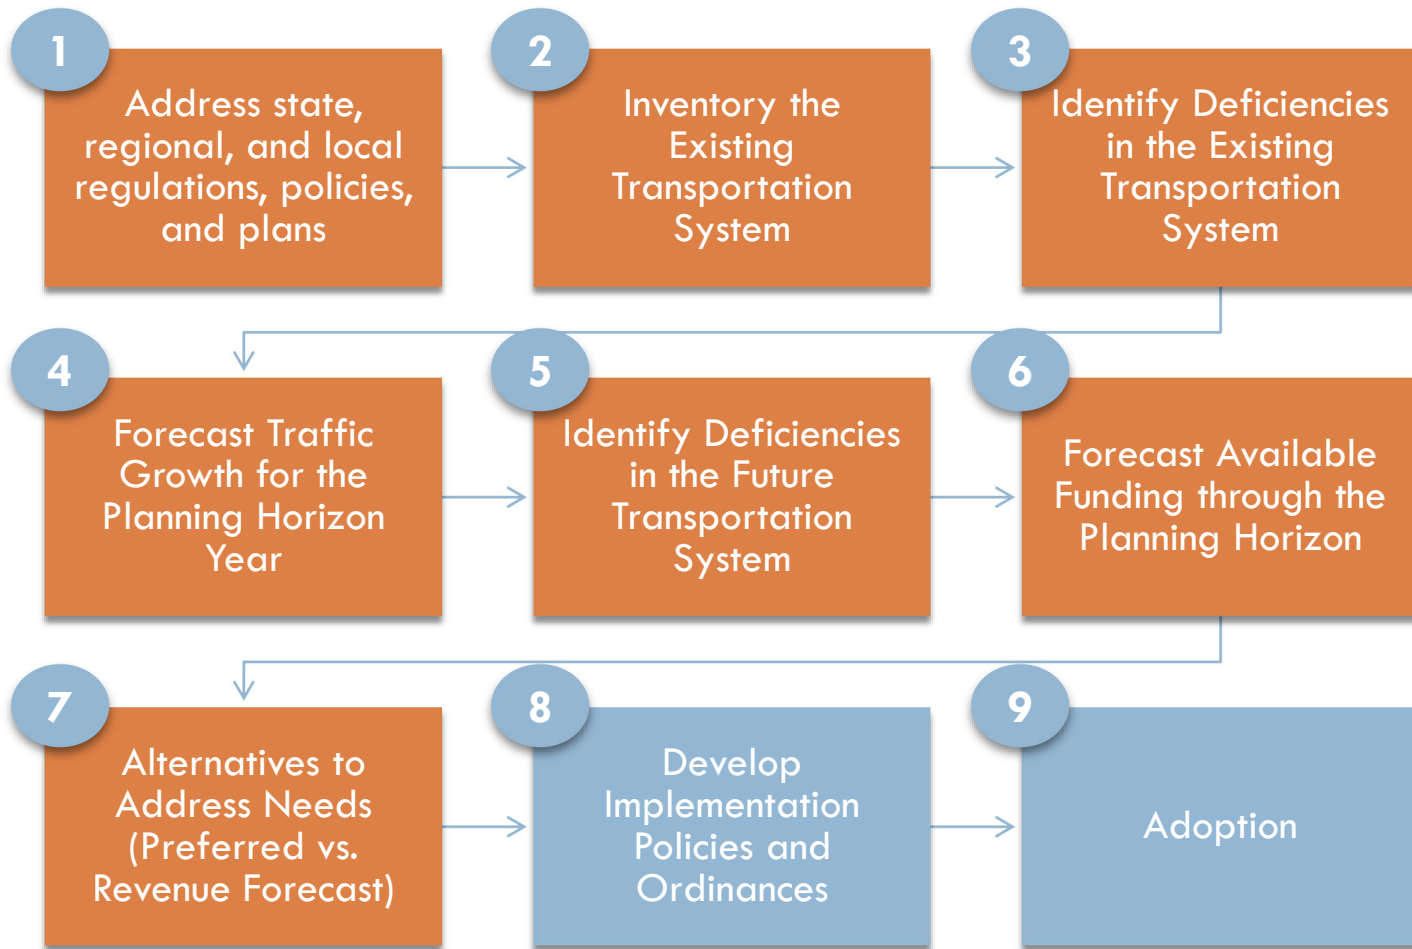 1
Address state,
regional, and local
regulations, policies,
and plans
2
Inventory the
Existing
Transportation
System
3
Identify Deficiencies
in the Existing
Transportation
System
4
Forecast Traffic
Growth for the
Planning Horizon
Year
5
Identify Deficiencies
in the Future
Transportation
System
6
Forecast Available
Funding through the
Planning Horizon
7
Alternatives to
Address Needs
(Preferred vs.
Revenue Forecast)
8
Develop
Implementation
Policies and
Ordinances
9
Adoption